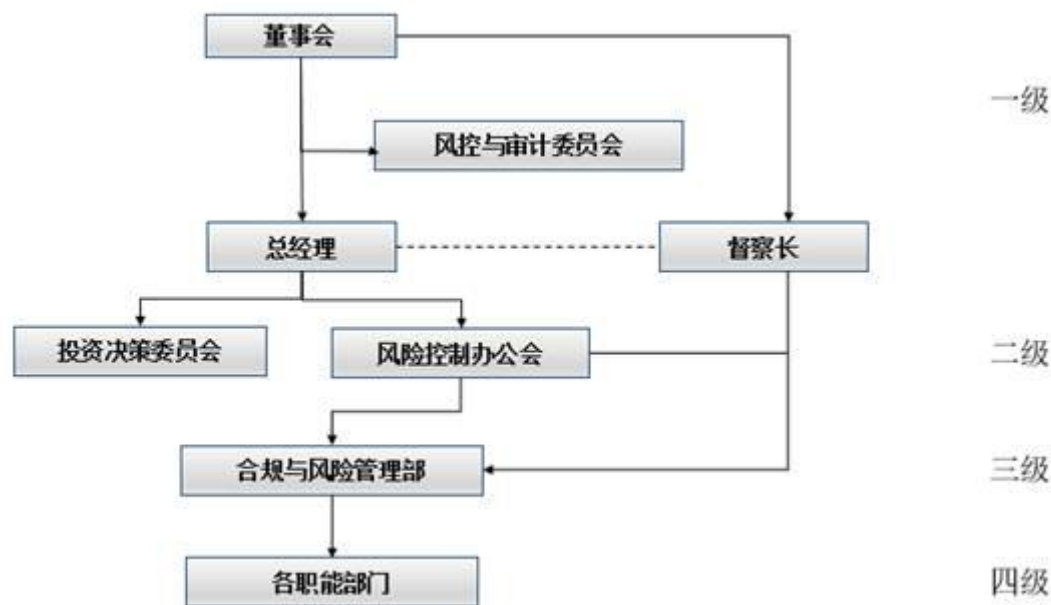 董事会
一级
风控与审计委员会
总经理
督察长
投资决策委员会
风险控制办公会
二级
合规与风险管理部
三级
各职能部门
四级